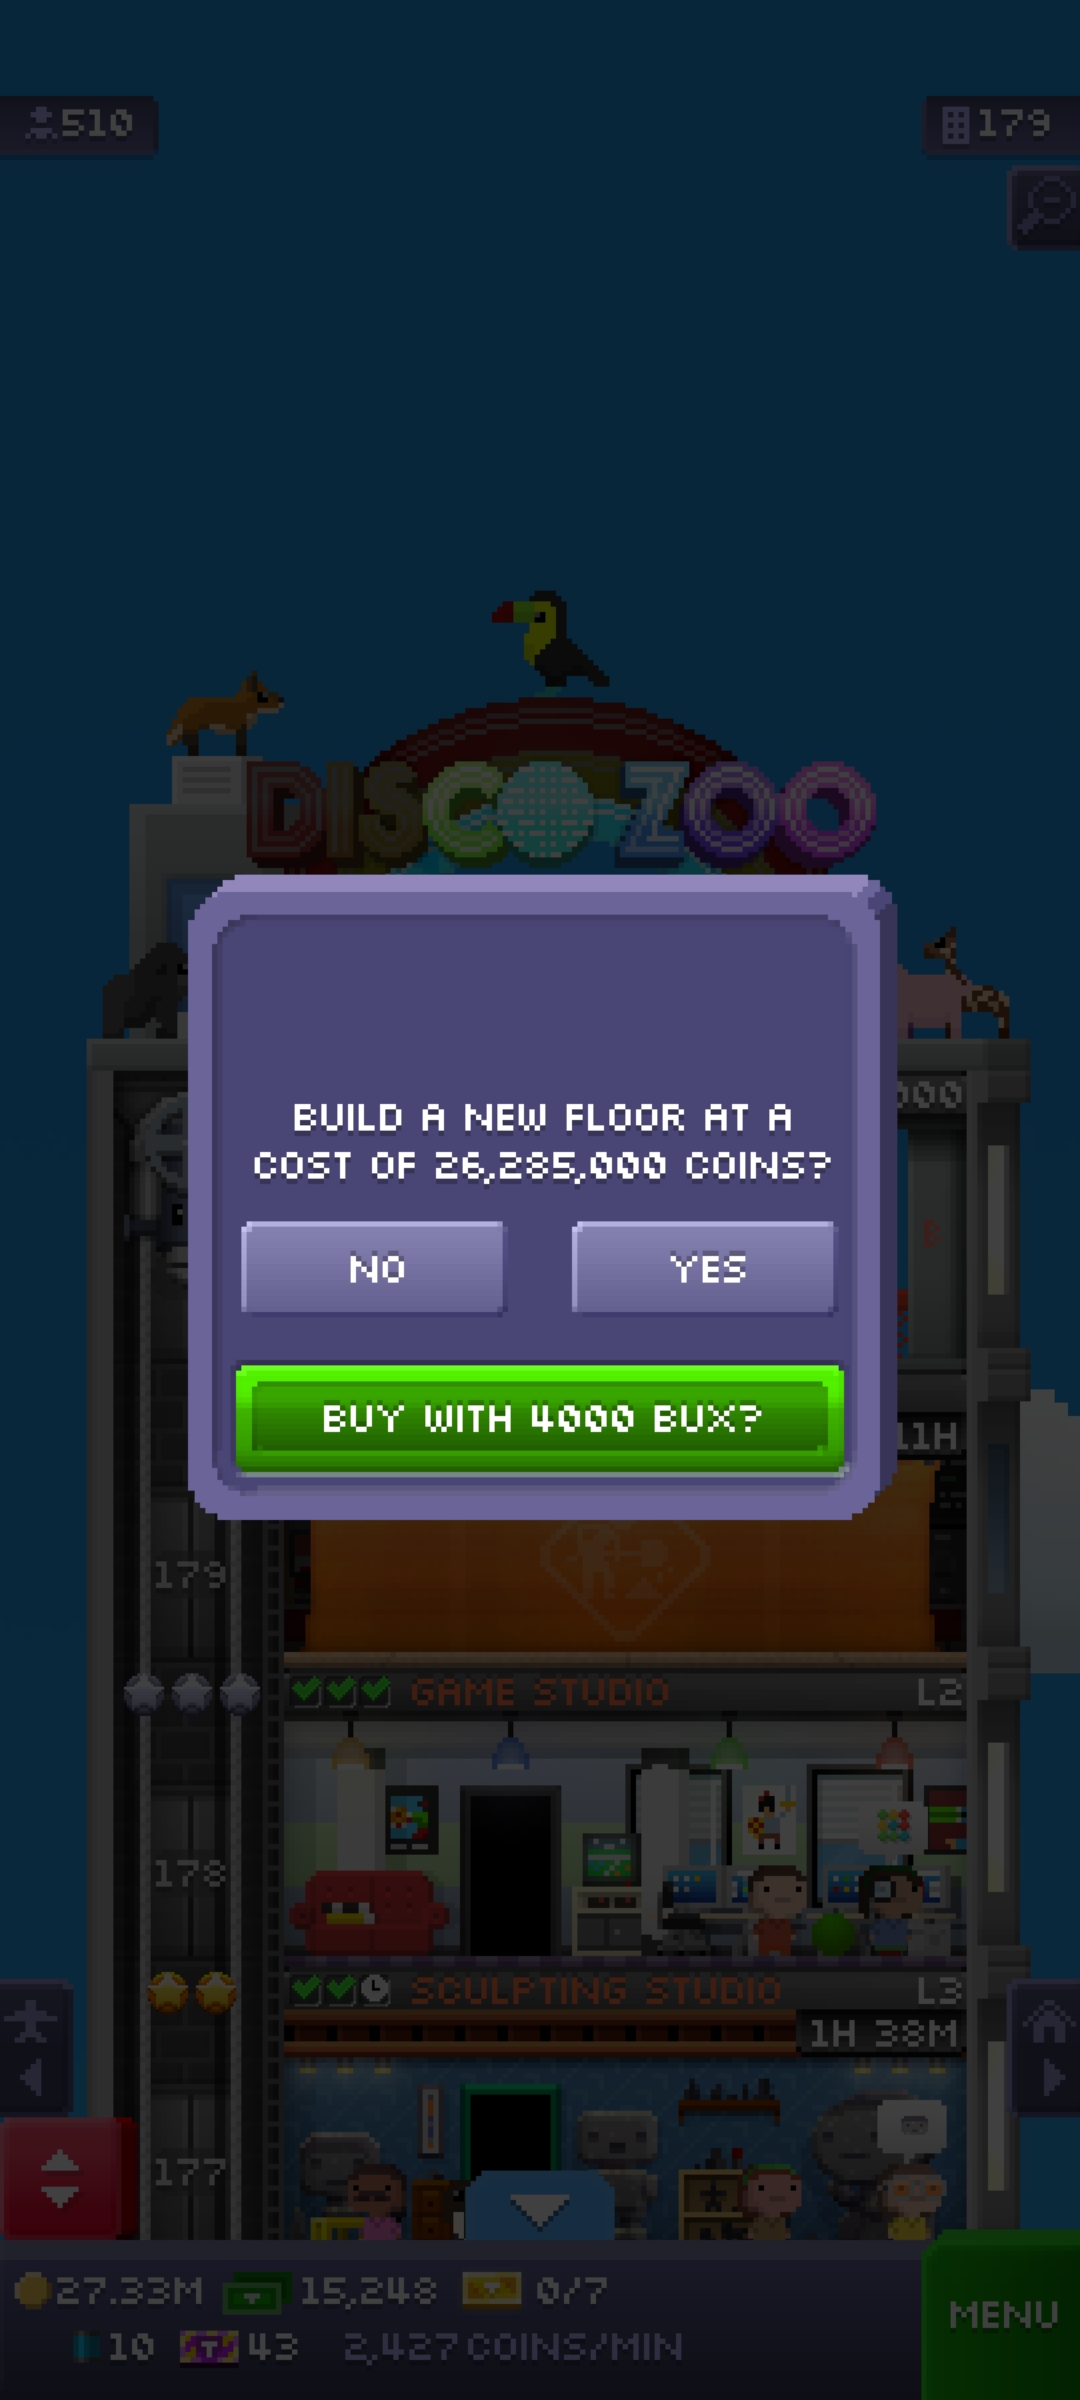 510
179
DISCO ZOO
000
BUILD A NEW FLOOR AT A
COST OF 26,285,000 COINS?
NO
YES
BUY WITH 4000 BUX?
11H
179
GAME STUDIO L2
178
SCULPTING STUDIO L3
1H 38M
177
27.33M 15,248 0/7
10 T 43 2,427 COINS/MIN
MENU